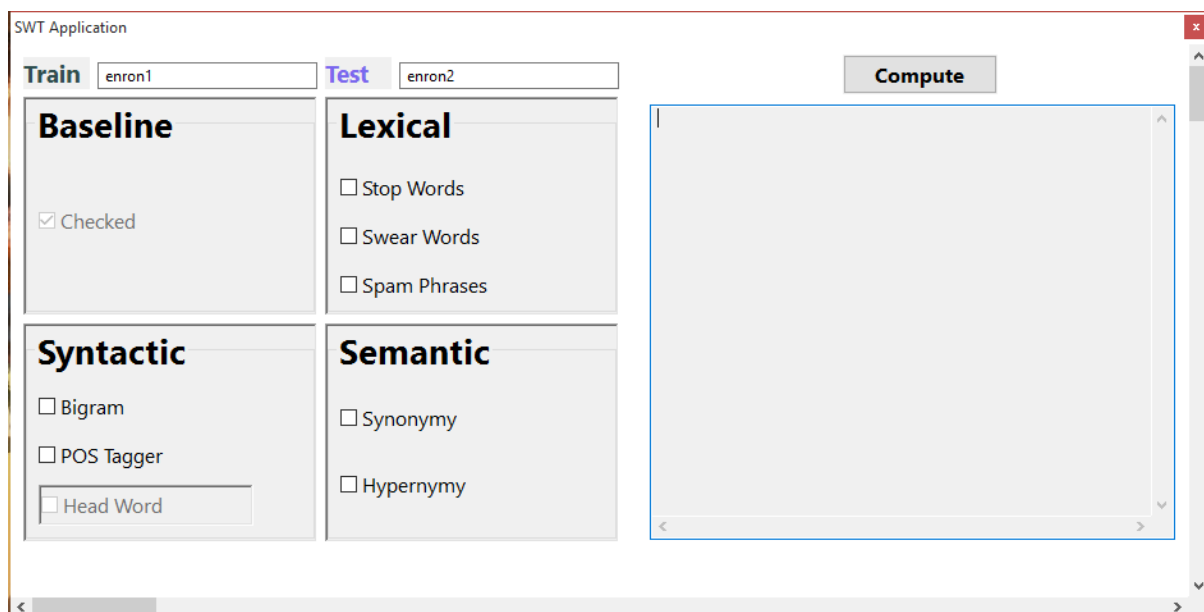 SWT Application
x
Train enron1 Test enron2 Compute
Baseline
Checked
Lexical
Stop Words
Swear Words
Spam Phrases
Syntactic
Bigram
POS Tagger
Head Word
Semantic
Synonymy
Hypernymy